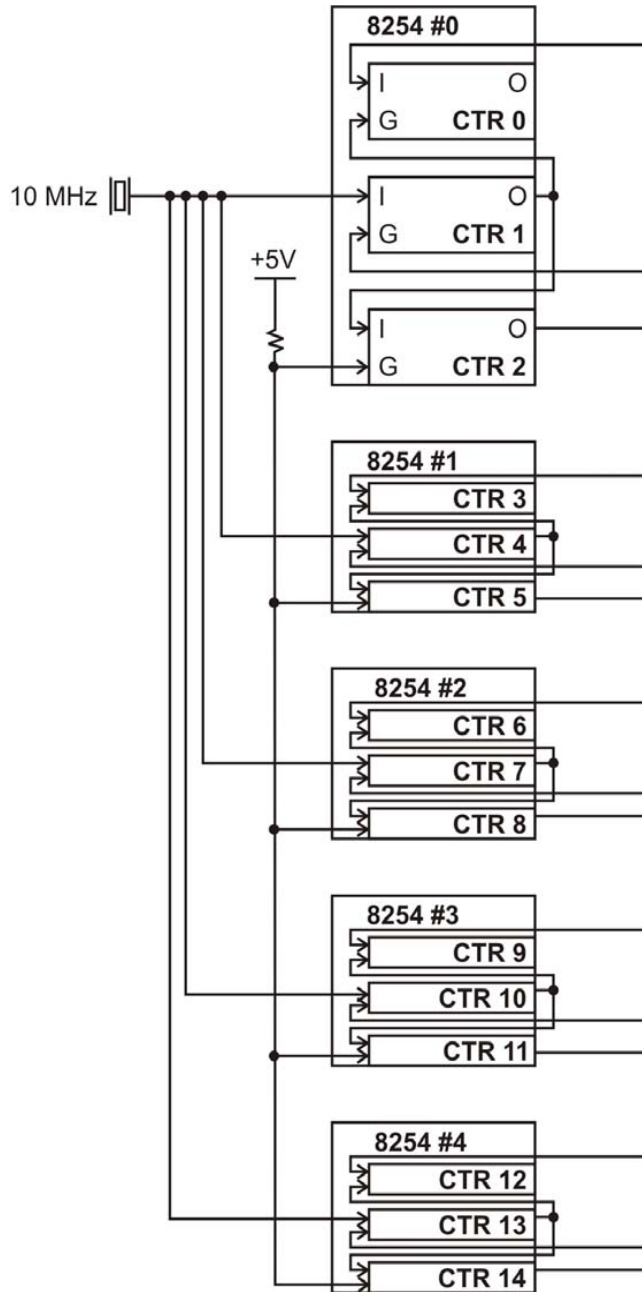 8254 #0
I O
G CTR 0
10 MHz
I O
G CTR 1
+5V
I O
G CTR 2
8254 #1
CTR 3
CTR 4
CTR 5
8254 #2
CTR 6
CTR 7
CTR 8
8254 #3
CTR 9
CTR 10
CTR 11
8254 #4
CTR 12
CTR 13
CTR 14